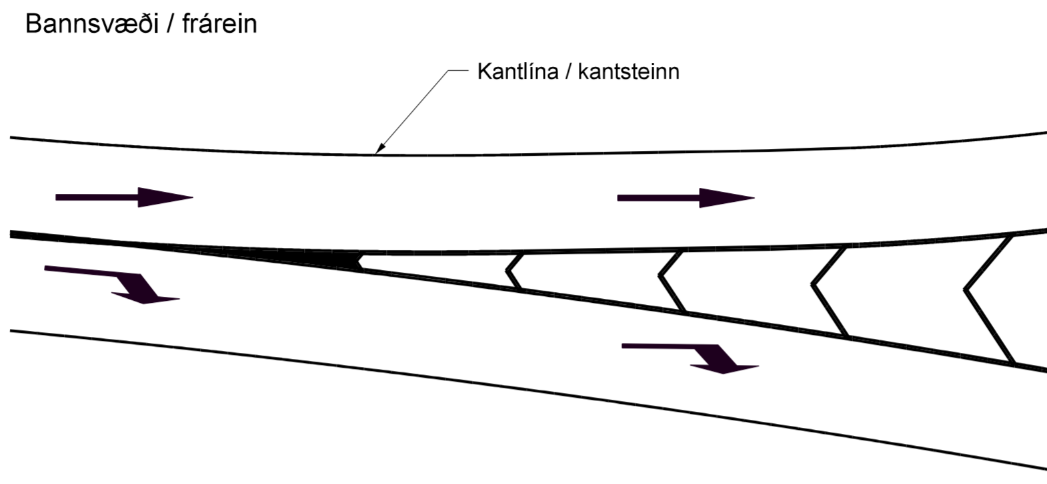 Bannsvæði / frárein
Kantlína / kantsteinn